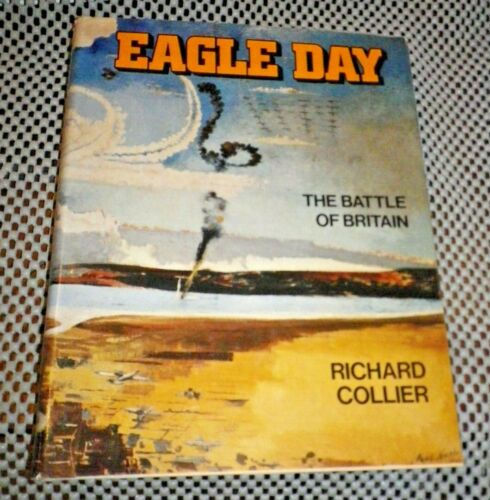 EAGLE DAY
THE BATTLE
OF BRITAIN
RICHARD
COLLIER